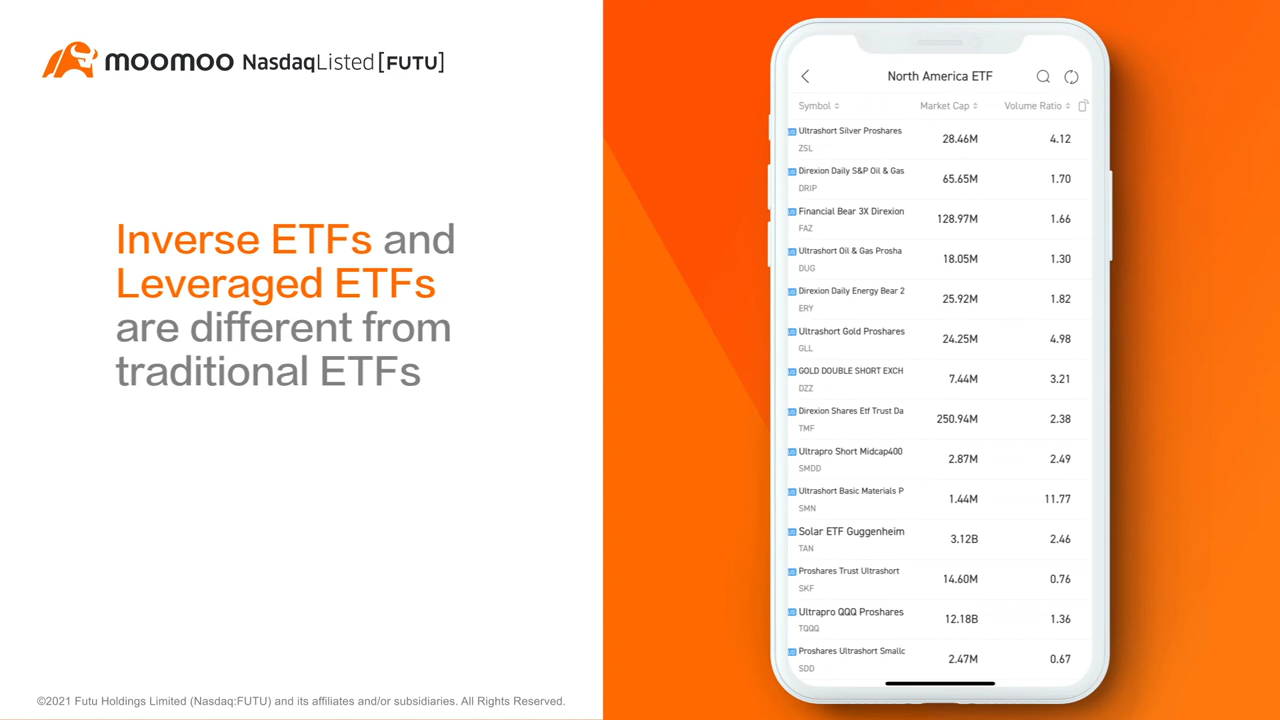 moomoo NasdaqListed [FUTU]
Inverse ETFs and
Leveraged ETFs
are different from
traditional ETFs
©2021 Futu Holdings Limited (Nasdaq:FUTU) and its affiliates and/or subsidiaries. All Rights Reserved.
North America ETF
Symbol Market Cap Volume Ratio
Ultrashort Silver Proshares
ZSL 28.46M 4.12
Direxion Daily S&P Oil & Gas
DRIP 65.65M 1.70
Financial Bear 3X Direxion
FAZ 128.97M 1.66
Ultrashort Oil & Gas Prosha
DUG 18.05M 1.30
Direxion Daily Energy Bear 2
ERY 25.92M 1.82
Ultrashort Gold Proshares
GLL 24.25M 4.98
GOLD DOUBLE SHORT EXCH
DZZ 7.44M 3.21
Direxion Shares Etf Trust Da
TMF 250.94M 2.38
Ultrapro Short Midcap400
SMDD 2.87M 2.49
Ultrashort Basic Materials P
SMN 1.44M 11.77
Solar ETF Guggenheim
TAN 3.12B 2.46
Proshares Trust Ultrashort
SKF 14.60M 0.76
Ultrapro QQQ Proshares
TQQQ 12.18B 1.36
Proshares Ultrashort Smallc
SDD 2.47M 0.67